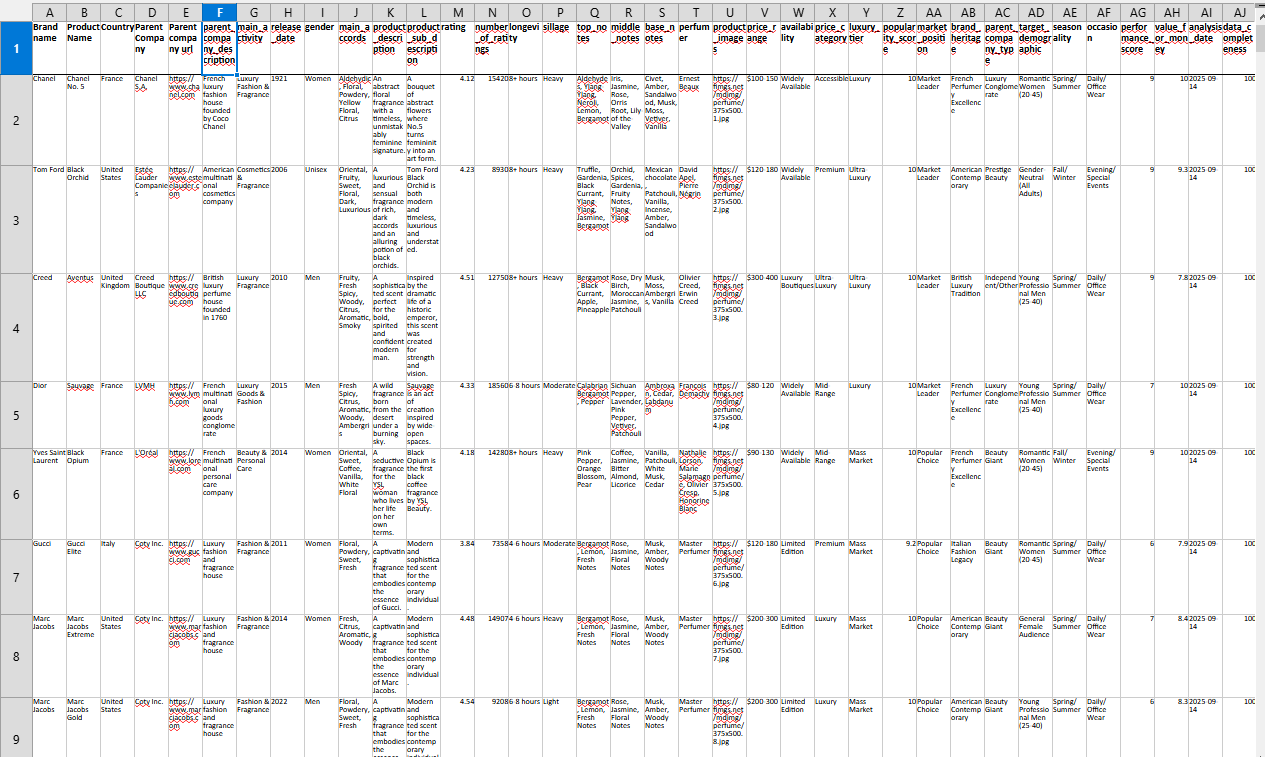 A B C D E F G H I J K L M N O P Q R S T U V W X Y Z AA AB AC AD AE AF AG AH AI AJ
1
Brand name
Product Name
Country
Parent Company
Parent company url
parent_company_description
main_activity
release_date
gender
main_accords
product_description
product_sub_description
rating
number_of_ratings
longevity
sillage
top_notes
middle_notes
base_notes
perfumer
product_images
price_range
availability
price_category
luxury_tier
popularity_score
market_position
brand_heritage
parent_company_type
target_demographic
seasonality
occasion
performance_score
value_for_money
analysis_date
data_completeness
2
Chanel
Chanel No. 5
France
Chanel S.A.
https://www.chanel.com
French luxury fashion house founded by Coco Chanel
Luxury Fashion & Fragrance
1921
Women
Aldehydic, Floral, Powdery, Yellow Floral, Citrus
An abstract floral fragrance with a timeless, unmistakably feminine signature.
A bouquet of abstract flowers where No.5 turns femininity into an art form.
4.12
15420
8+ hours
Heavy
Aldehydes, Ylang Ylang, Neroli, Lemon, Bergamot
Iris, Jasmine, Rose, Orris Root, Lily of the Valley
Civet, Amber, Sandalwood, Musk, Moss, Vetiver, Vanilla
Ernest Beaux
https://fimgs.net/mdimg/perfume/375x500.1.jpg
$100-150
Widely Available
Accessible
Luxury
10
Market Leader
French Perfumery Excellence
Luxury Conglomerate
Romantic Women (20 45)
Spring/Summer
Daily/Office Wear
9
10
2025 09 14
100
3
Tom Ford
Black Orchid
United States
Estée Lauder Companies
https://www.esteelauder.com
American multinational cosmetics company
Cosmetics & Fragrance
2006
Unisex
Oriental, Fruity, Sweet, Floral, Dark, Luxurious
A luxurious and sensual fragrance of rich, dark accords and an alluring potion of black orchids.
Tom Ford Black Orchid is both modern and timeless, luxurious and understated.
4.23
8930
8+ hours
Heavy
Truffle, Gardenia, Black Currant, Ylang Ylang, Jasmine, Bergamot
Orchid, Spices, Gardenia, Fruity Notes, Ylang Ylang
Mexican chocolate, Patchouli, Vanilla, Incense, Amber, Sandalwood
David Apel, Pierre Négrin
https://fimgs.net/mdimg/perfume/375x500.2.jpg
$120-180
Widely Available
Premium
Ultra Luxury
10
Market Leader
American Contemporary
Prestige Beauty
Gender-Neutral (All Adults)
Fall/Winter
Evening/Special Events
9
9.3
2025-09 14
100
4
Creed
Aventus
United Kingdom
Creed Boutique LLC
https://www.creedboutique.com
British luxury perfume house founded in 1760
Luxury Fragrance
2010
Men
Fruity, Fresh Spicy, Woody, Citrus, Aromatic, Smoky
A sophisticated scent perfect for the bold, spirited and confident modern man.
Inspired by the dramatic life of a historic emperor, this scent was created for strength and vision.
4.51
12750
8+ hours
Heavy
Bergamot, Black Currant, Apple, Pineapple
Rose, Dry Birch, Moroccan Jasmine, Patchouli
Musk, Moss, Ambergris, Vanilla
Olivier Creed, Erwin Creed
https://fimgs.net/mdimg/perfume/375x500.3.jpg
$300-400
Luxury Boutiques
Ultra Luxury
Ultra Luxury
10
Market Leader
British Luxury Tradition
Independent/Other
Young Professional Men (25 40)
Spring/Summer
Daily/Office Wear
9
7.8
2025-09 14
100
5
Dior
Sauvage
France
LVMH
https://www.lvmh.com
French multinational luxury goods conglomerate
Luxury Goods & Fashion
2015
Men
Fresh Spicy, Citrus, Aromatic, Woody, Ambergris
A wild fragrance born from the desert under a burning sky.
Sauvage is an act of creation inspired by wide-open spaces.
4.33
18560
6 8 hours
Moderate
Calabrian Bergamot, Pepper
Sichuan Pepper, Lavender, Pink Pepper, Vetiver, Patchouli
Ambroxan, Cedar, Labdanum
François Demachy
https://fimgs.net/mdimg/perfume/375x500.4.jpg
$80 120
Widely Available
Mid Range
Luxury
10
Market Leader
French Perfumery Excellence
Luxury Conglomerate
Young Professional Men (25 40)
Spring/Summer
Daily/Office Wear
7
10
2025 09 14
100
6
Yves Saint Laurent
Black Opium
France
L'Oréal
https://www.loreal.com
French multinational personal care company
Beauty & Personal Care
2014
Women
Oriental, Sweet, Coffee, Vanilla, White Floral
A seductive fragrance for the YSL woman who lives her life on her own terms.
Black Opium is the first black coffee fragrance by YSL Beauty.
4.18
14280
8+ hours
Heavy
Pink Pepper, Orange Blossom, Pear
Coffee, Jasmine, Bitter Almond, Licorice
Vanilla, Patchouli, White Musk, Cedar
Nathalie Lorson, Marie Salamagne, Olivier Cresp, Honorine Blanc
https://fimgs.net/mdimg/perfume/375x500.5.jpg
$90 130
Widely Available
Mid Range
Mass Market
10
Popular Choice
French Perfumery Excellence
Beauty Giant
Romantic Women (20 45)
Fall/Winter
Evening/Special Events
9
10
2025 09 14
100
7
Gucci
Gucci Elite
Italy
Coty Inc.
https://www.gucci.com
Luxury fashion and fragrance house
Fashion & Fragrance
2011
Women
Floral, Powdery, Sweet, Fresh
A captivating fragrance that embodies the essence of Gucci.
Modern and sophisticated scent for the contemporary individual.
3.84
7358
4 6 hours
Moderate
Bergamot, Lemon, Fresh Notes
Rose, Jasmine, Floral Notes
Musk, Amber, Woody Notes
Master Perfumer
https://fimgs.net/mdimg/perfume/375x500.6.jpg
$120-180
Limited Edition
Premium
Mass Market
9.2
Popular Choice
Italian Fashion Legacy
Beauty Giant
Romantic Women (20 45)
Spring/Summer
Daily/Office Wear
6
7.9
2025 09 14
100
8
Marc Jacobs
Marc Jacobs Extreme
United States
Coty Inc.
https://www.marcjacobs.com
Luxury fashion and fragrance house
Fashion & Fragrance
2014
Women
Fresh, Citrus, Aromatic, Woody
A captivating fragrance that embodies the essence of Marc Jacobs.
Modern and sophisticated scent for the contemporary individual.
4.48
14907
4 6 hours
Heavy
Bergamot, Lemon, Fresh Notes
Rose, Jasmine, Floral Notes
Musk, Amber, Woody Notes
Master Perfumer
https://fimgs.net/mdimg/perfume/375x500.7.jpg
$200-300
Limited Edition
Luxury
Mass Market
10
Popular Choice
American Contemporary
Beauty Giant
General Female Audience
Spring/Summer
Daily/Office Wear
7
8.4
2025-09 14
100
9
Marc Jacobs
Marc Jacobs Gold
United States
Coty Inc.
https://www.marcjacobs.com
Luxury fashion and fragrance house
Fashion & Fragrance
2022
Men
Floral, Powdery, Sweet, Fresh
A captivating fragrance that embodies the essence
Modern and sophisticated scent for the contemporary individual
4.54
9208
6 8 hours
Light
Bergamot, Lemon, Fresh Notes
Rose, Jasmine, Floral Notes
Musk, Amber, Woody Notes
Master Perfumer
https://fimgs.net/mdimg/perfume/375x500.8.jpg
$200-300
Limited Edition
Luxury
Mass Market
10
Popular Choice
American Contemporary
Beauty Giant
Young Professional Men (25 40)
Spring/Summer
Daily/Office Wear
6
8.3
2025-09 14
100